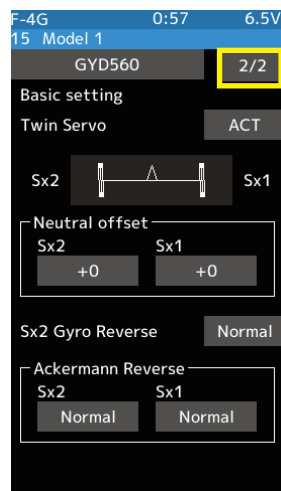 F-4G 0:57 6.5V
15 Model 1
GYD560 2/2
Basic setting
Twin Servo ACT
Sx2 Sx1
Neutral offset
Sx2 Sx1
+0 +0
Sx2 Gyro Reverse Normal
Ackermann Reverse
Sx2 Sx1
Normal Normal